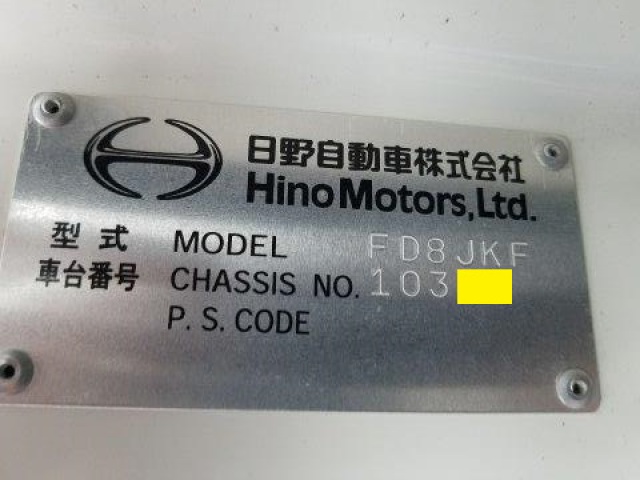 日野自動車株式会社
Hino Motors, Ltd.
型式 MODEL FD8JKF
車台番号 CHASSIS NO. 103
P. S. CODE